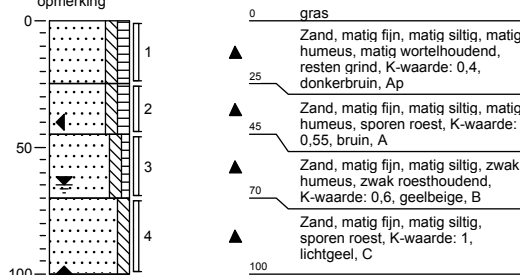 opmerking
0
1
2
50
3
4
100
0 gras
Zand, matig fijn, matig siltig, matig
humeus, matig wortelhoudend,
resten grind, K-waarde: 0,4,
donkerbruin, Ap
25
Zand, matig fijn, matig siltig, matig
humeus, sporen roest, K-waarde:
0,55, bruin, A
45
Zand, matig fijn, matig siltig, zwak
humeus, zwak roesthoudend,
K-waarde: 0,6, geelbeige, B
70
Zand, matig fijn, matig siltig,
sporen roest, K-waarde: 1,
lichtgeel, C
100